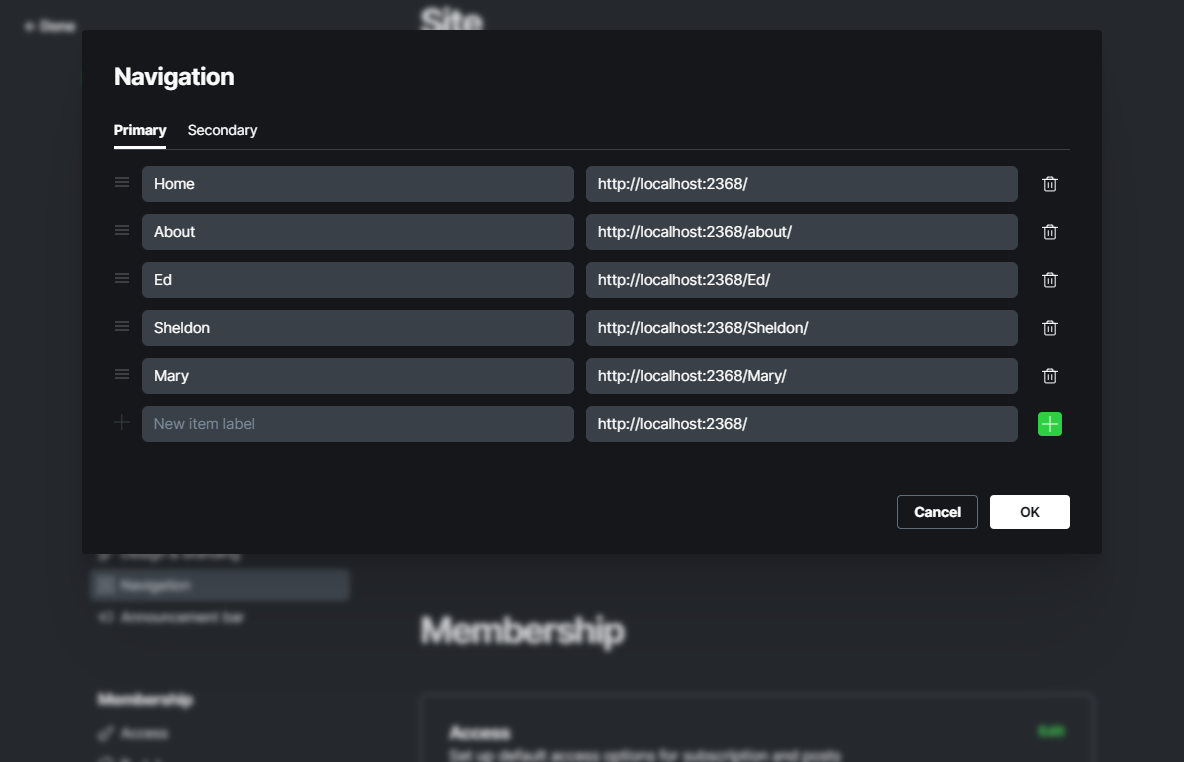 Done
Site
Navigation
Primary Secondary
Home http://localhost:2368/
About http://localhost:2368/about/
Ed http://localhost:2368/Ed/
Sheldon http://localhost:2368/Sheldon/
Mary http://localhost:2368/Mary/
New item label http://localhost:2368/
Cancel OK
Design & branding
Navigation
Announcement bar
Membership
Membership
Access
Access Edit
Set up default access options for subscription and posts